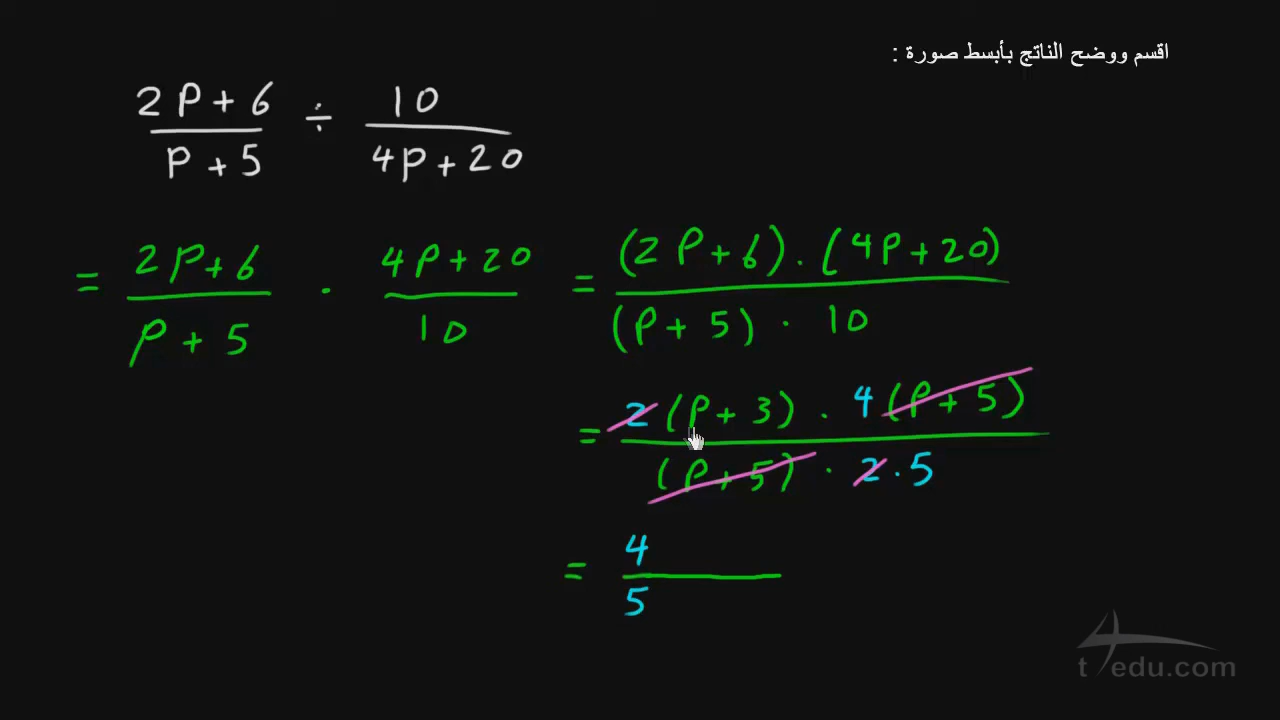 اقسم ووضح الناتج بأبسط صورة :
(2P+6)/(P+5) ÷ 10/(4P+20)
= (2P+6)/(P+5) · (4P+20)/10 = ((2P+6)·(4P+20))/((P+5)·10)
= (2(P+3)·4(P+5))/((P+5)·2·5)
= 4/5
t4edu.com